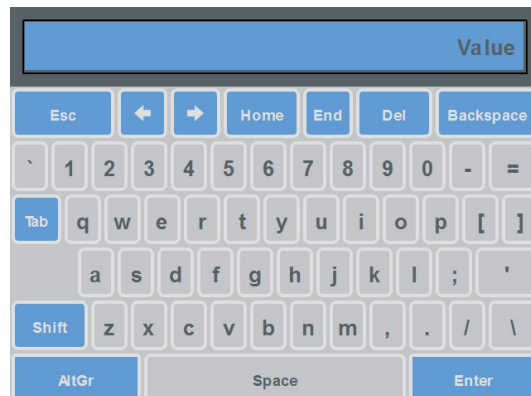 Value
Esc Home End Del Backspace
` 1 2 3 4 5 6 7 8 9 0 - =
Tab q w e r t y u i o p [ ]
a s d f g h j k l ; '
Shift z x c v b n m , . / \
AltGr Space Enter